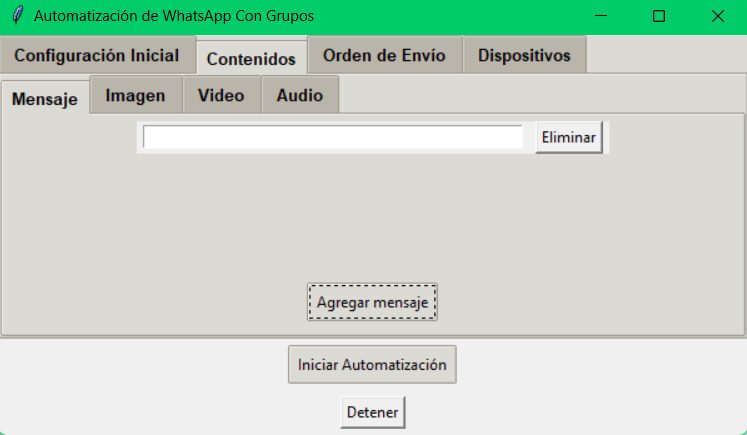 Automatización de WhatsApp Con Grupos
Configuración Inicial Contenidos Orden de Envío Dispositivos
Mensaje Imagen Video Audio
Eliminar
Agregar mensaje
Iniciar Automatización
Detener